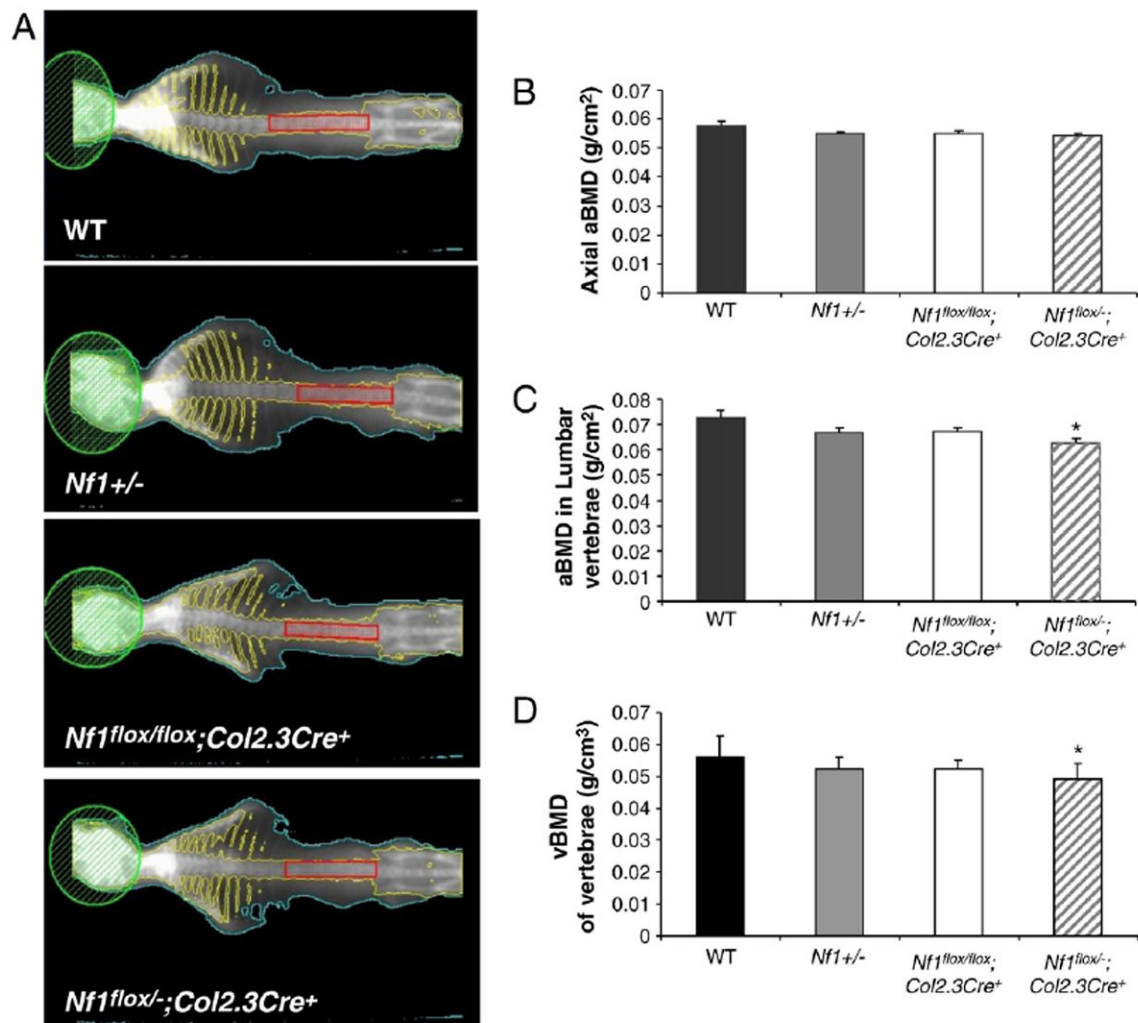 A
WT
Nf1+/-
Nf1flox/flox;Col2.3Cre+
Nf1flox/-;Col2.3Cre+
B
Axial aBMD (g/cm2)
0.07
0.06
0.05
0.04
0.03
0.02
0.01
0
WT
Nf1+/-
Nf1flox/flox;
Col2.3Cre+
Nf1flox/-;
Col2.3Cre+
C
aBMD in Lumbar
vertebrae (g/cm2)
0.08
0.07
0.06
0.05
0.04
0.03
0.02
0.01
0
*
WT
Nf1+/-
Nf1flox/flox;
Col2.3Cre+
Nf1flox/-;
Col2.3Cre+
D
vBMD
of vertebrae (g/cm3)
0.07
0.06
0.05
0.04
0.03
0.02
0.01
0
*
WT
Nf1+/-
Nf1flox/flox;
Col2.3Cre+
Nf1flox/-;
Col2.3Cre+